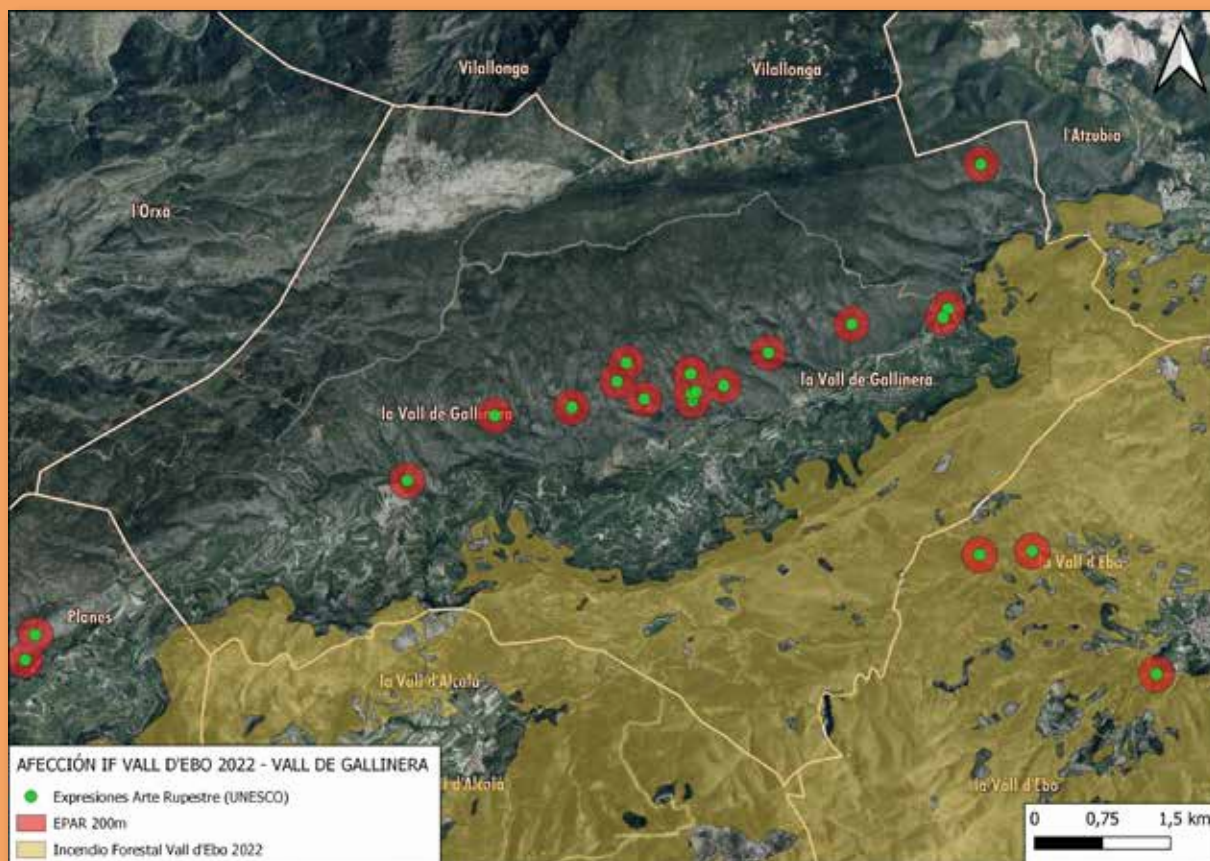 Vilallonga
Vilallonga
l'Atzubia
l'Orxa
la Vall de Gallinera
la Vall de Gallinera
la Vall d'Ebo
Planes
la Vall d'Alcalà
d'Alcalà
la Vall d'Ebo
AFECCIÓN IF VALL D'EBO 2022 - VALL DE GALLINERA
Expresiones Arte Rupestre (UNESCO)
EPAR 200m
Incendio Forestal Vall d'Ebo 2022
0 0,75 1,5 km